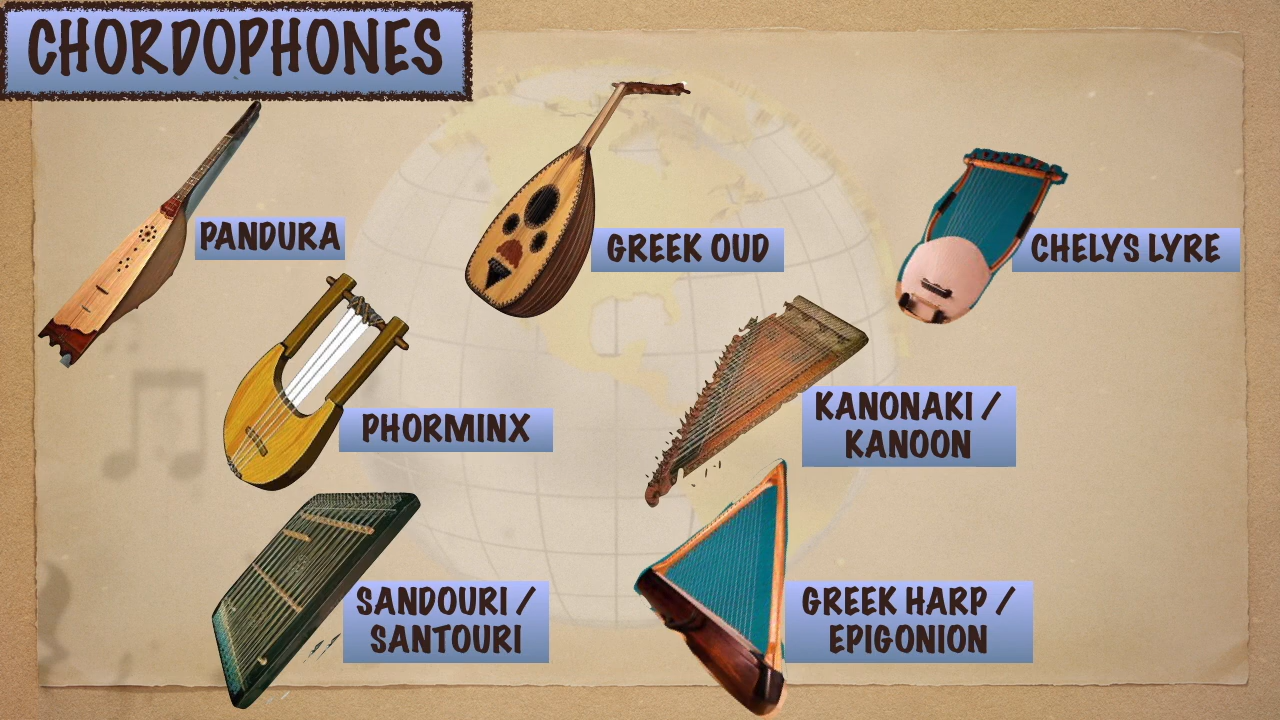 CHORDOPHONES
PANDURA
GREEK OUD
CHELYS LYRE
PHORMINX
KANONAKI /
KANOON
SANDOURI /
SANTOURI
GREEK HARP /
EPIGONION